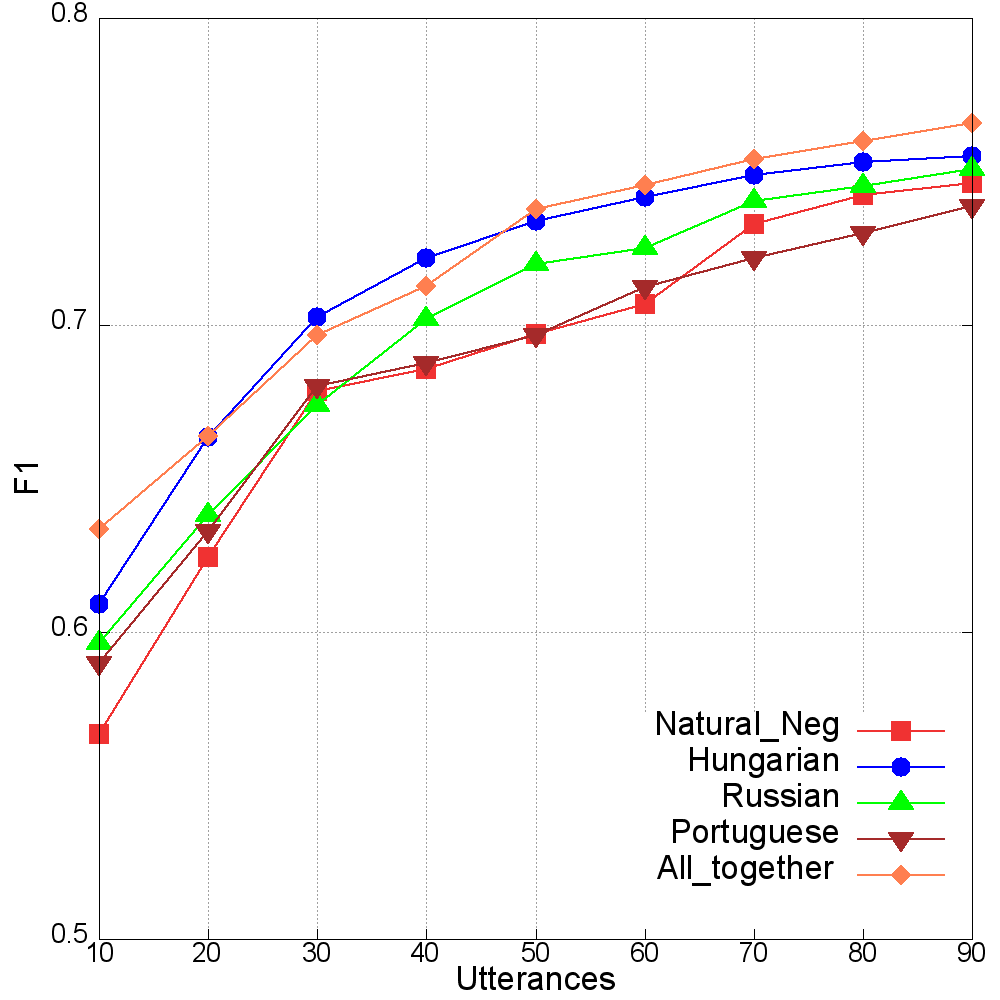 0.8
0.7
0.6
0.5
F1
Natural_Neg
Hungarian
Russian
Portuguese
All_together
10 20 30 40 50 60 70 80 90
Utterances